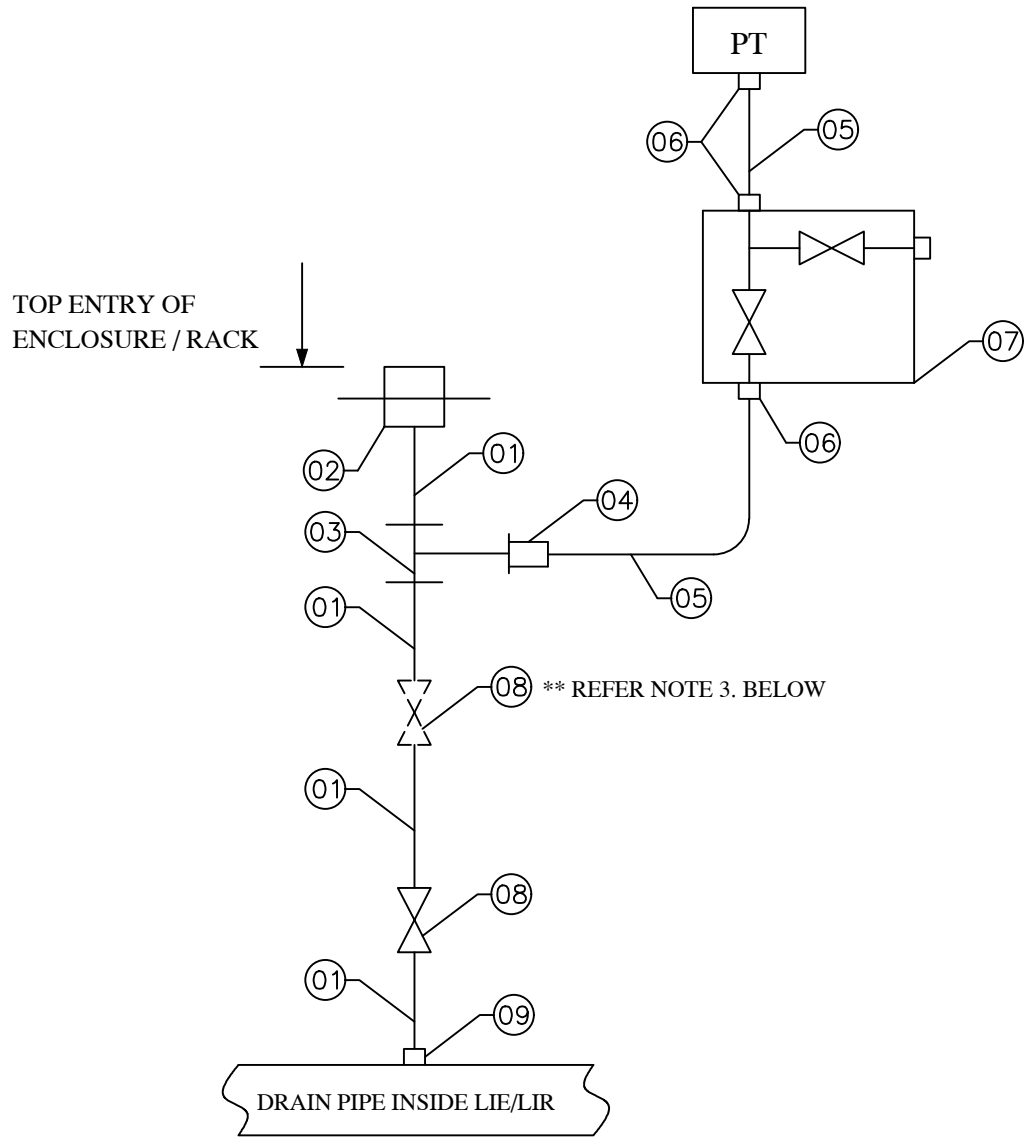 PT
06
05
TOP ENTRY OF
ENCLOSURE / RACK
07
06
02
01
04
03
05
01
08 ** REFER NOTE 3. BELOW
01
08
01
09
DRAIN PIPE INSIDE LIE/LIR